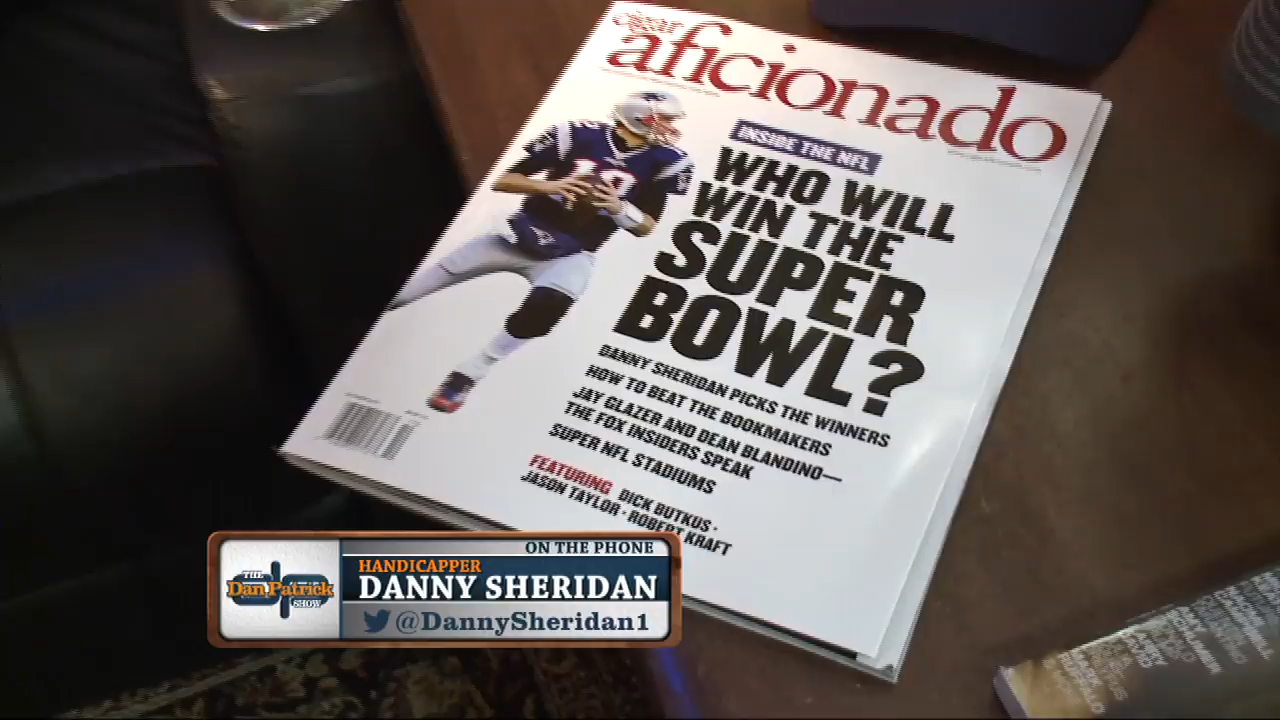 cigar
aficionado
INSIDE THE NFL
WHO WILL
WIN THE
SUPER
BOWL?
DANNY SHERIDAN PICKS THE WINNERS
HOW TO BEAT THE BOOKMAKERS
JAY GLAZER AND DEAN BLANDINO—
THE FOX INSIDERS SPEAK
SUPER NFL STADIUMS
FEATURING DICK BUTKUS ·
JASON TAYLOR · ROBERT KRAFT
12
ON THE PHONE
HANDICAPPER
DANNY SHERIDAN
@DannySheridan1
THE
Dan Patrick
SHOW